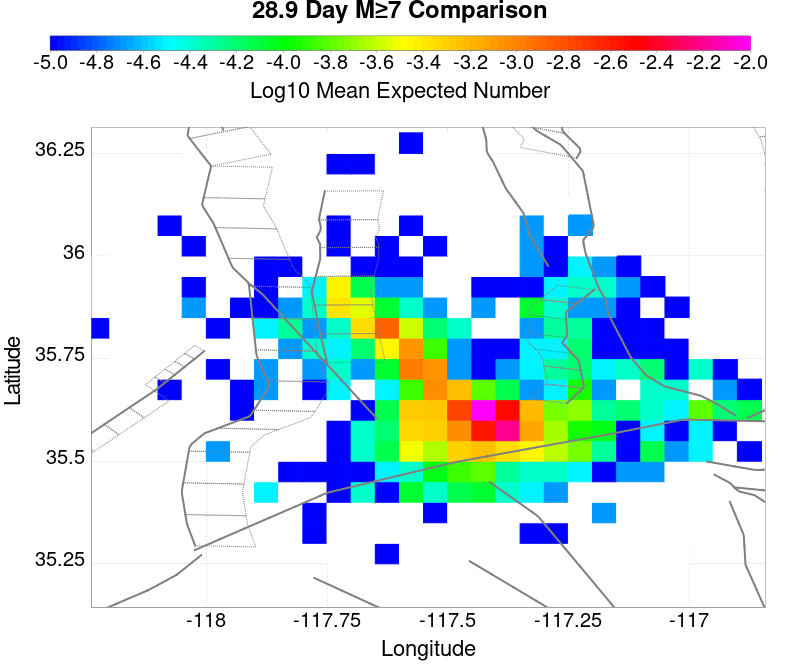 28.9 Day M≥7 Comparison
-5.0 -4.8 -4.6 -4.4 -4.2 -4.0 -3.8 -3.6 -3.4 -3.2 -3.0 -2.8 -2.6 -2.4 -2.2 -2.0
Log10 Mean Expected Number
36.25
36
35.75
35.5
35.25
Latitude
-118 -117.75 -117.5 -117.25 -117
Longitude